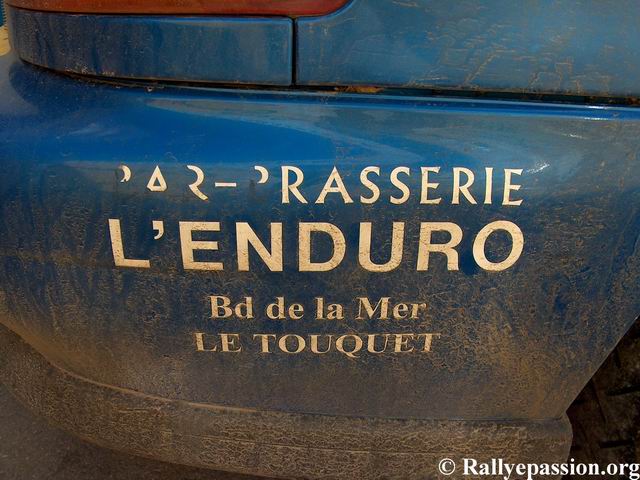 BAR-BRASSERIE
L'ENDURO
Bd de la Mer
LE TOUQUET
© Rallyepassion.org